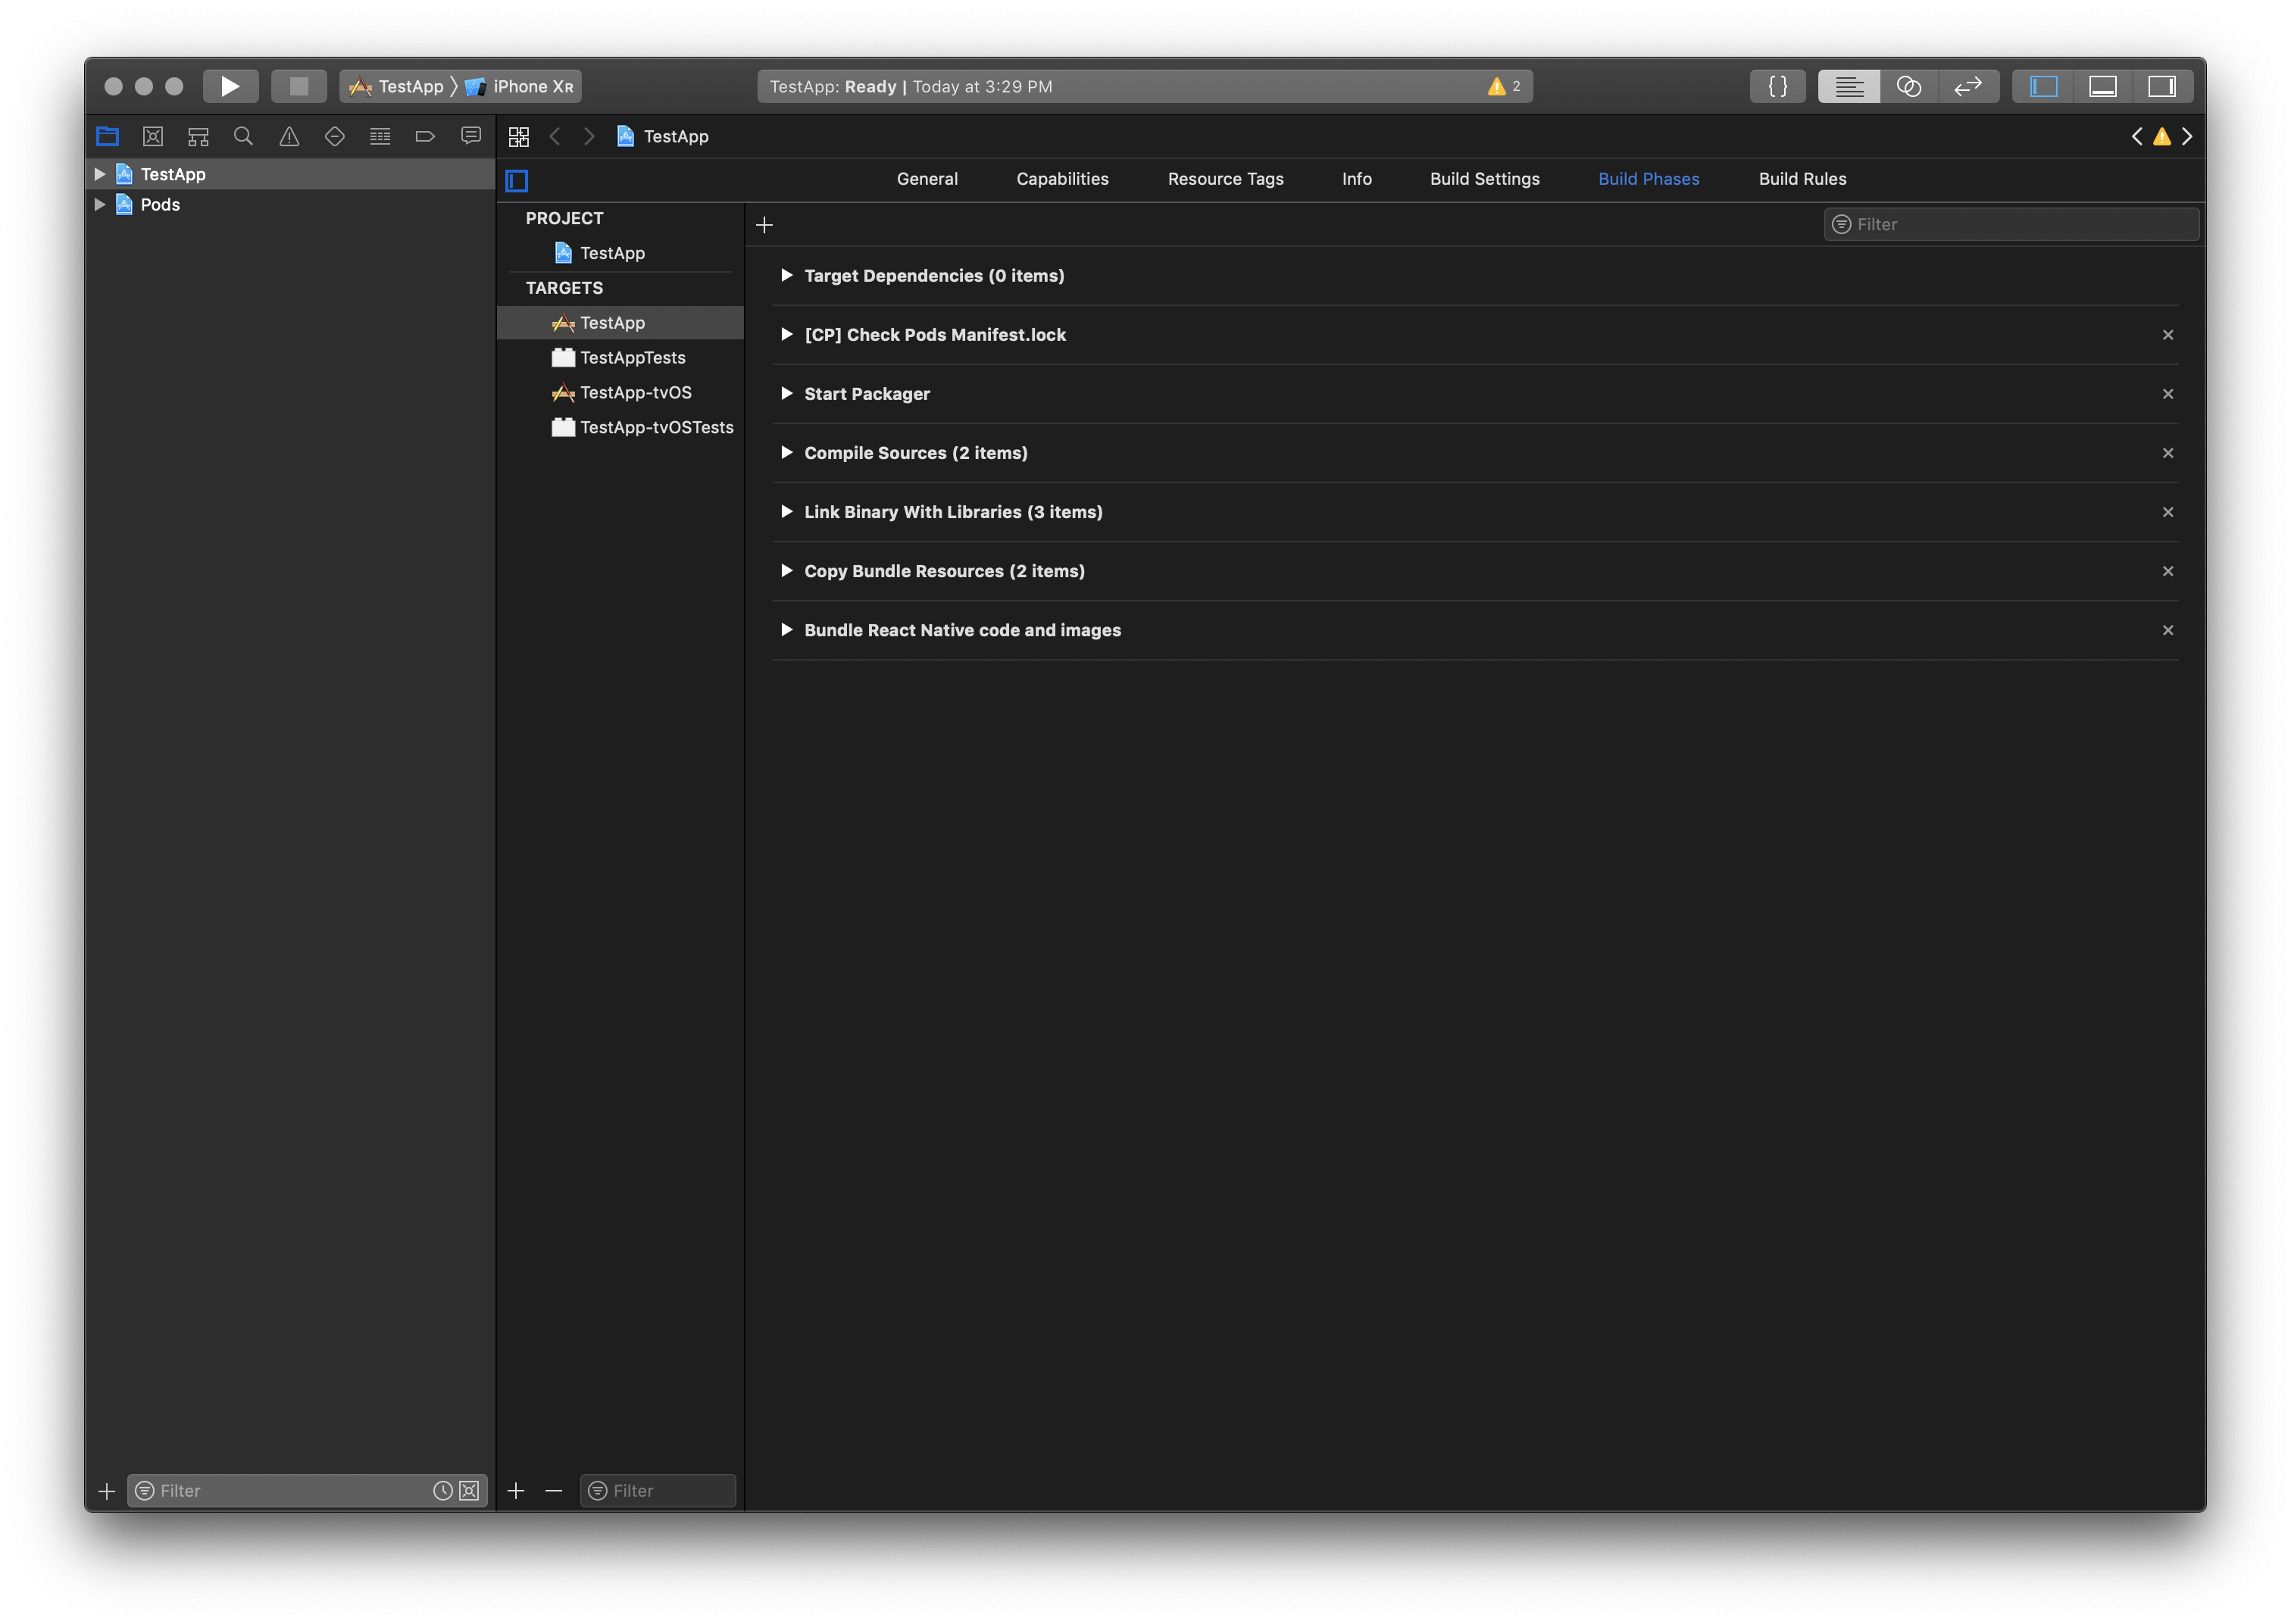 TestApp 〉 iPhone Xʀ
TestApp: Ready | Today at 3:29 PM
2
TestApp
TestApp
Pods
General Capabilities Resource Tags Info Build Settings Build Phases Build Rules
PROJECT
TestApp
TARGETS
TestApp
TestAppTests
TestApp-tvOS
TestApp-tvOSTests
Filter
Target Dependencies (0 items)
[CP] Check Pods Manifest.lock
Start Packager
Compile Sources (2 items)
Link Binary With Libraries (3 items)
Copy Bundle Resources (2 items)
Bundle React Native code and images
Filter
Filter